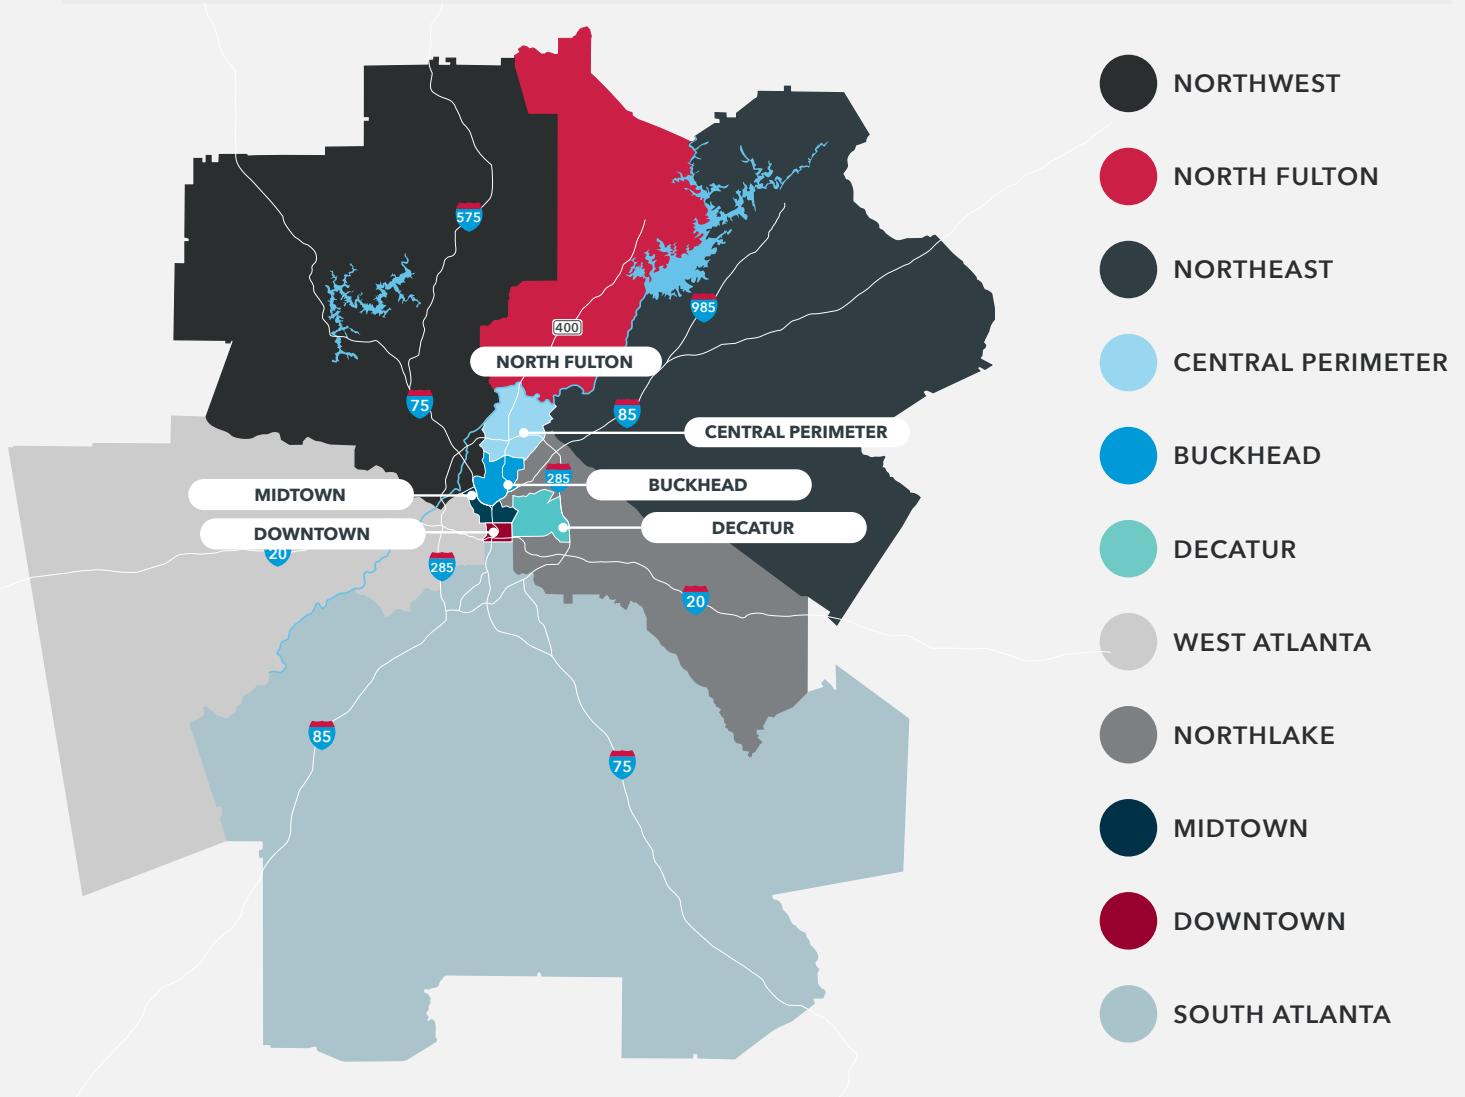 575
985
400
NORTH FULTON
75
85
CENTRAL PERIMETER
285
BUCKHEAD
MIDTOWN
DECATUR
DOWNTOWN
20
285
20
85
75
NORTHWEST
NORTH FULTON
NORTHEAST
CENTRAL PERIMETER
BUCKHEAD
DECATUR
WEST ATLANTA
NORTHLAKE
MIDTOWN
DOWNTOWN
SOUTH ATLANTA